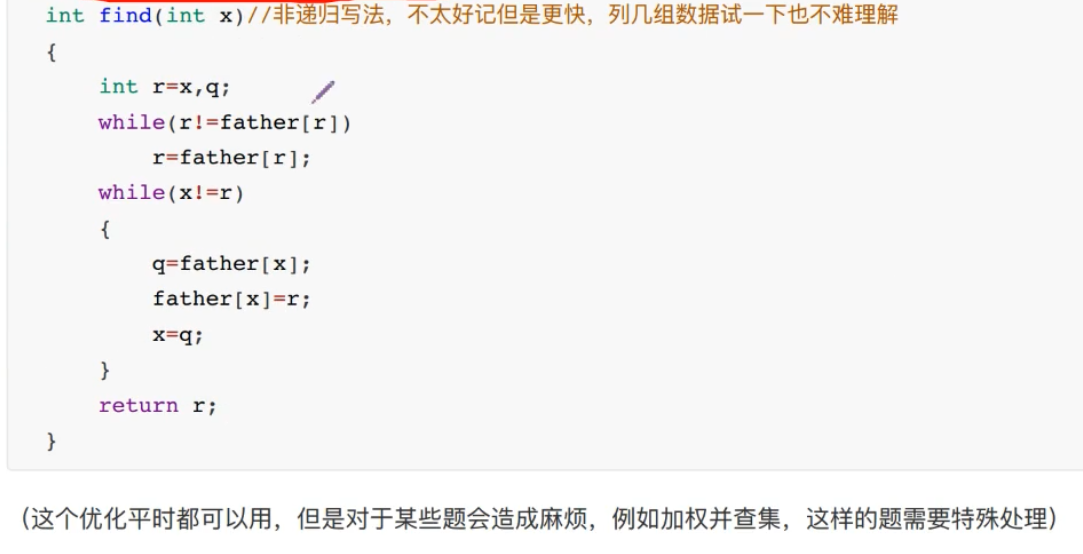 int find(int x)//非递归写法，不太好记但是更快，列几组数据试一下也不难理解
{
int r=x,q;
while(r!=father[r])
r=father[r];
while(x!=r)
{
q=father[x];
father[x]=r;
x=q;
}
return r;
}
（这个优化平时都可以用，但是对于某些题会造成麻烦，例如加权并查集，这样的题需要特殊处理）